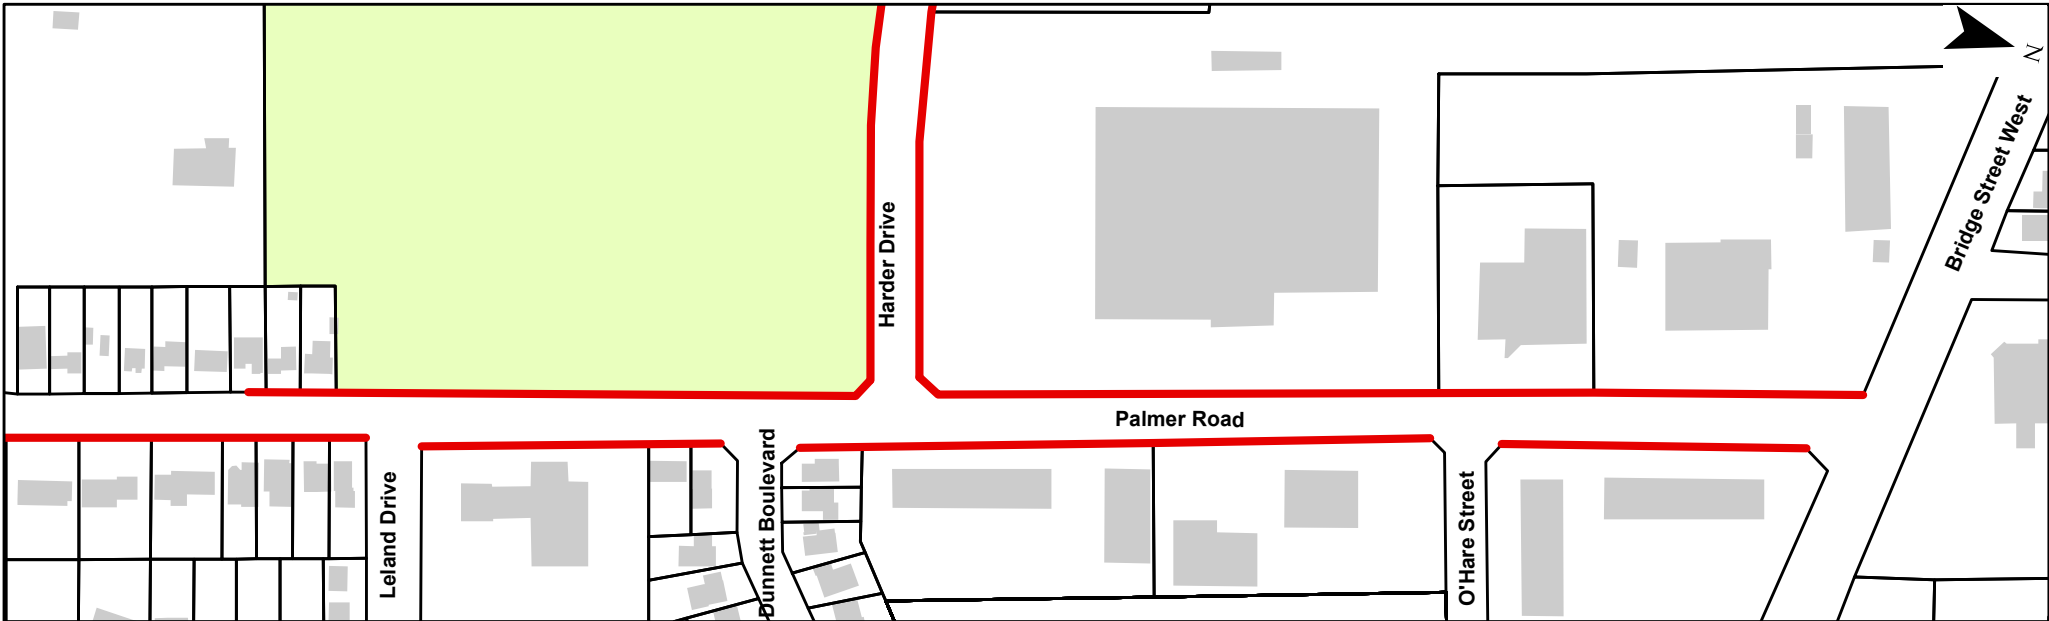 N
Bridge Street West
Harder Drive
Palmer Road
Leland Drive
Dunnett Boulevard
O'Hare Street